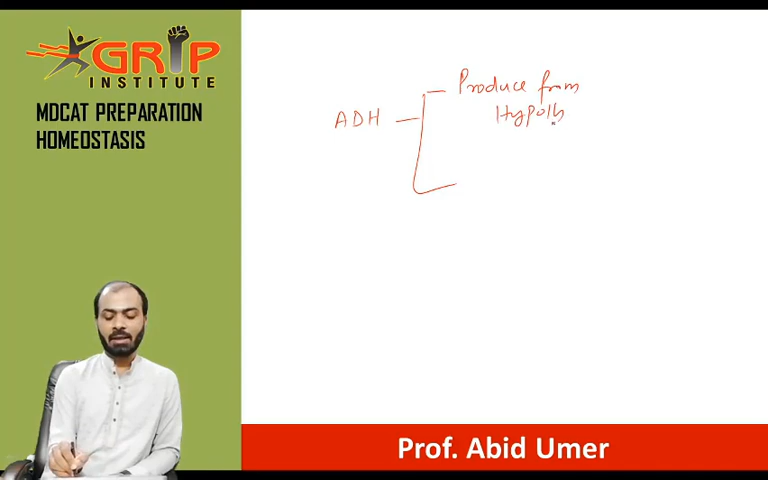 GRIP
INSTITUTE
MDCAT PREPARATION
HOMEOSTASIS
Produce from
Hypoth
ADH
Prof. Abid Umer